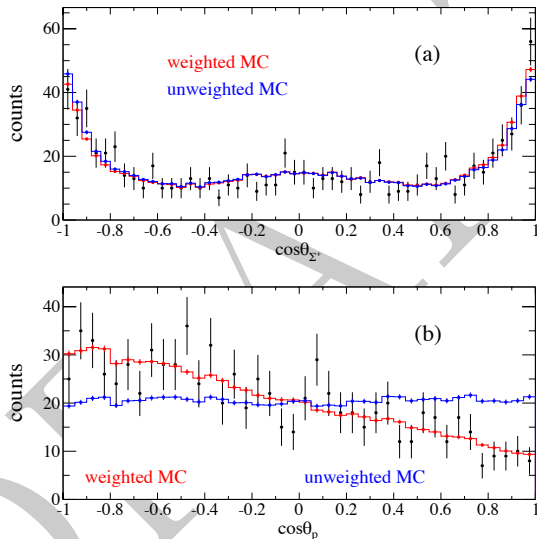 60
40
20
0
counts
weighted MC
unweighted MC
(a)
-1 -0.8 -0.6 -0.4 -0.2 0 0.2 0.4 0.6 0.8 1
cosθΣ⁺
40
30
20
10
0
counts
(b)
weighted MC unweighted MC
-1 -0.8 -0.6 -0.4 -0.2 0 0.2 0.4 0.6 0.8 1
cosθp